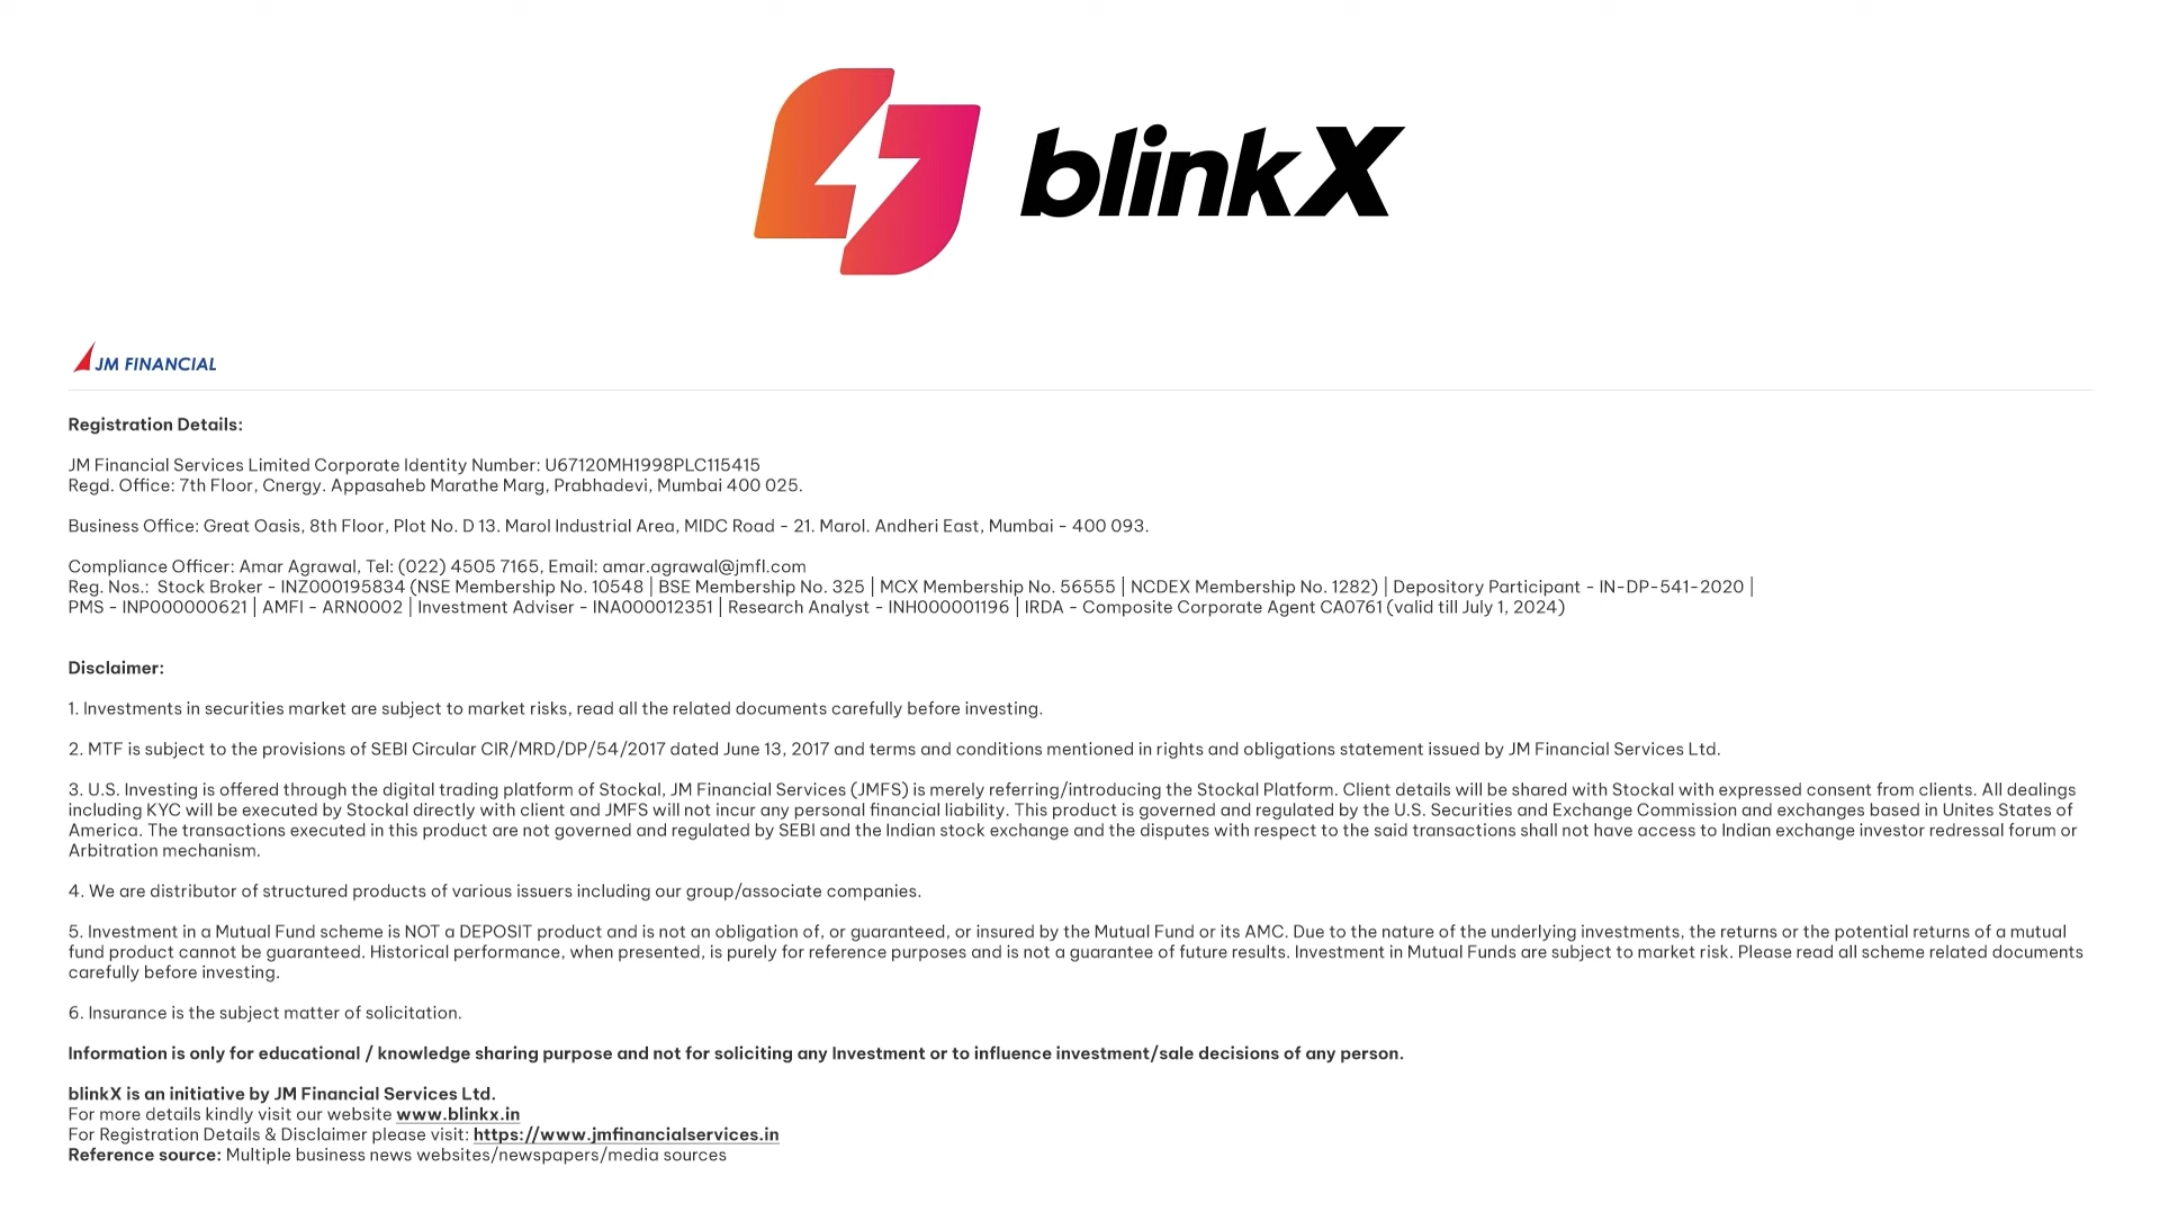 blinkX
JM FINANCIAL
Registration Details:
JM Financial Services Limited Corporate Identity Number: U67120MH1998PLC115415
Regd. Office: 7th Floor, Cnergy. Appasaheb Marathe Marg, Prabhadevi, Mumbai 400 025.
Business Office: Great Oasis, 8th Floor, Plot No. D 13. Marol Industrial Area, MIDC Road - 21. Marol. Andheri East, Mumbai - 400 093.
Compliance Officer: Amar Agrawal, Tel: (022) 4505 7165, Email: amar.agrawal@jmfl.com
Reg. Nos.: Stock Broker - INZ000195834 (NSE Membership No. 10548 | BSE Membership No. 325 | MCX Membership No. 56555 | NCDEX Membership No. 1282) | Depository Participant - IN-DP-541-2020 |
PMS - INP000000621 | AMFI - ARN0002 | Investment Adviser - INA000012351 | Research Analyst - INH000001196 | IRDA - Composite Corporate Agent CA0761 (valid till July 1, 2024)
Disclaimer:
1. Investments in securities market are subject to market risks, read all the related documents carefully before investing.
2. MTF is subject to the provisions of SEBI Circular CIR/MRD/DP/54/2017 dated June 13, 2017 and terms and conditions mentioned in rights and obligations statement issued by JM Financial Services Ltd.
3. U.S. Investing is offered through the digital trading platform of Stockal, JM Financial Services (JMFS) is merely referring/introducing the Stockal Platform. Client details will be shared with Stockal with expressed consent from clients. All dealings
including KYC will be executed by Stockal directly with client and JMFS will not incur any personal financial liability. This product is governed and regulated by the U.S. Securities and Exchange Commission and exchanges based in Unites States of
America. The transactions executed in this product are not governed and regulated by SEBI and the Indian stock exchange and the disputes with respect to the said transactions shall not have access to Indian exchange investor redressal forum or
Arbitration mechanism.
4. We are distributor of structured products of various issuers including our group/associate companies.
5. Investment in a Mutual Fund scheme is NOT a DEPOSIT product and is not an obligation of, or guaranteed, or insured by the Mutual Fund or its AMC. Due to the nature of the underlying investments, the returns or the potential returns of a mutual
fund product cannot be guaranteed. Historical performance, when presented, is purely for reference purposes and is not a guarantee of future results. Investment in Mutual Funds are subject to market risk. Please read all scheme related documents
carefully before investing.
6. Insurance is the subject matter of solicitation.
Information is only for educational / knowledge sharing purpose and not for soliciting any Investment or to influence investment/sale decisions of any person.
blinkX is an initiative by JM Financial Services Ltd.
For more details kindly visit our website www.blinkx.in
For Registration Details & Disclaimer please visit: https://www.jmfinancialservices.in
Reference source: Multiple business news websites/newspapers/media sources